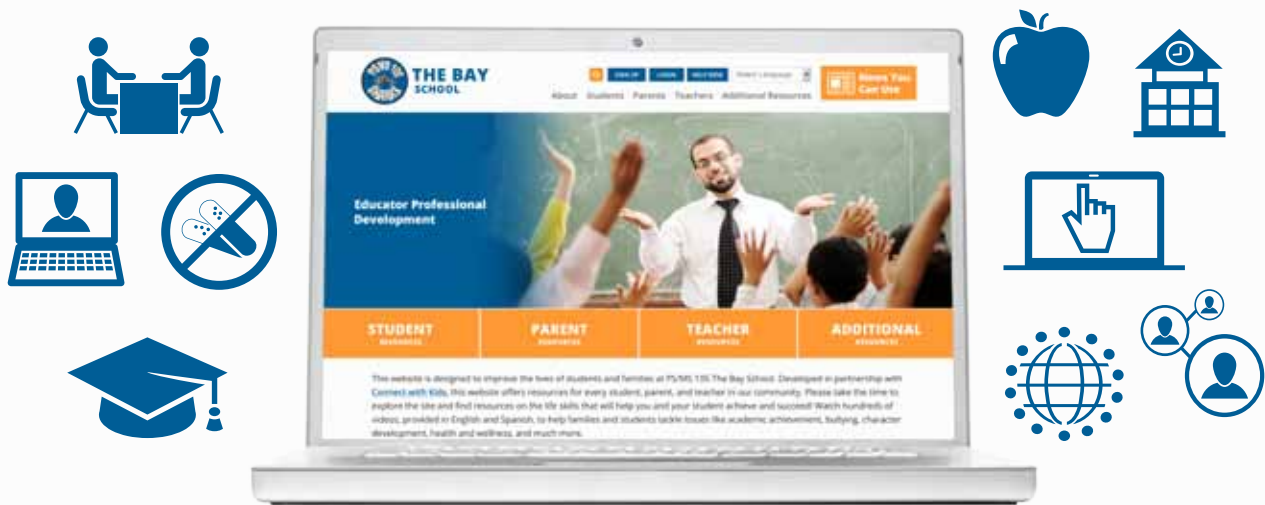 THE BAY
SCHOOL
SIGN UP
LOGIN
Select Language
News You
Can Use
About Students Parents Teachers Additional Resources
Educator Professional
Development
STUDENT
RESOURCES
PARENT
RESOURCES
TEACHER
RESOURCES
ADDITIONAL
RESOURCES
This website is designed to improve the lives of students and families at PS/MS 105 The Bay School. Developed in partnership with
Connect with Kids, this website offers resources for every student, parent, and teacher in our community. Please take the time to
explore the site and find resources on the life skills that will help you and your student achieve and succeed! Watch hundreds of
videos, provided in English and Spanish, to help families and students tackle issues like academic achievement, bullying, character
development, health and wellness, and much more.